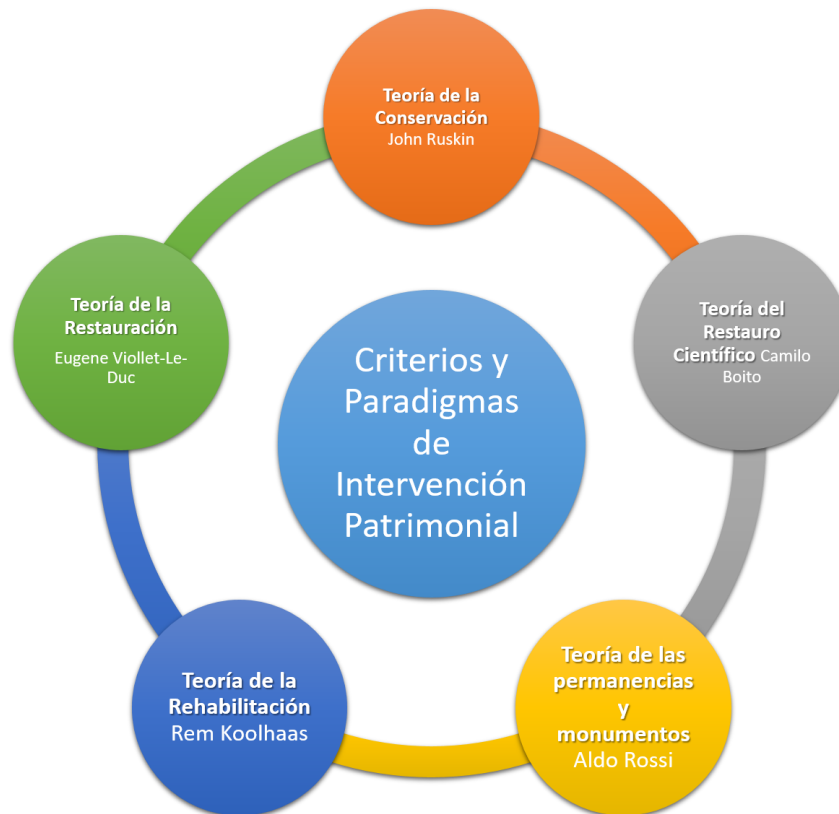 Teoría de la
Conservación
John Ruskin
Teoría del
Restauro
Científico Camilo
Boito
Teoría de las
permanencias
y
monumentos
Aldo Rossi
Teoría de la
Rehabilitación
Rem Koolhaas
Teoría de la
Restauración
Eugene Viollet-Le-
Duc
Criterios y
Paradigmas
de
Intervención
Patrimonial